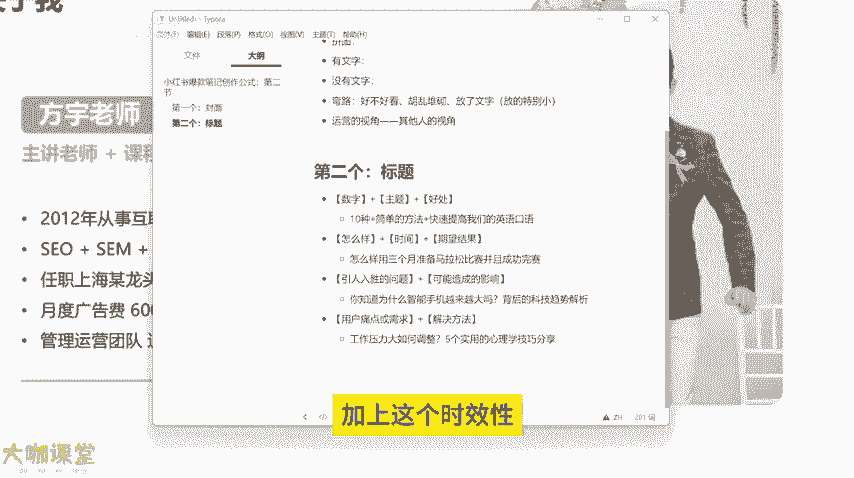 Untitled - Typora
文件(F) 编辑(E) 段落(P) 格式(O) 视图(V) 主题(T) 帮助(H)
文件 大纲
小红书爆款笔记创作公式：第二节
第一个：封面
第二个：标题
拼图：
有文字：
没有文字：
弯路：好不好看、胡乱堆砌、放了文字（放的特别小）
运营的视角——其他人的视角
第二个：标题
【数字】+【主题】+【好处】
10种+简单的方法+快速提高我们的英语口语
【怎么样】+【时间】+【期望结果】
怎么样用三个月准备马拉松比赛并且成功完赛
【引人入胜的问题】+【可能造成的影响】
你知道为什么智能手机越来越大吗？背后的科技趋势解析
【用户痛点或需求】+【解决方法】
工作压力大如何调整？5个实用的心理学技巧分享
ZH 201 词
方宇老师
主讲老师 + 课程
2012年从事互联
SEO + SEM +
任职上海某龙头
月度广告费 600
管理运营团队
加上这个时效性
大咖课堂